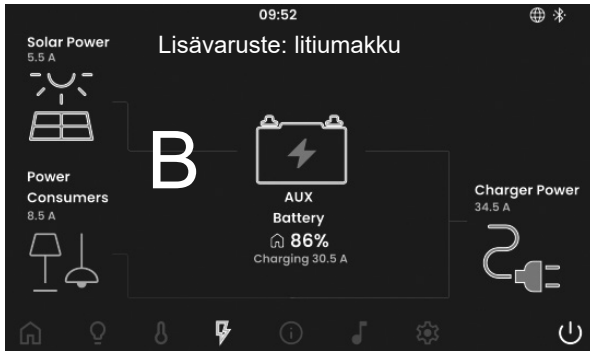 09:52
Solar Power
5.5 A
Lisävaruste: litiumakku
B
Power
Consumers
8.5 A
AUX
Battery
86%
Charging 30.5 A
Charger Power
34.5 A